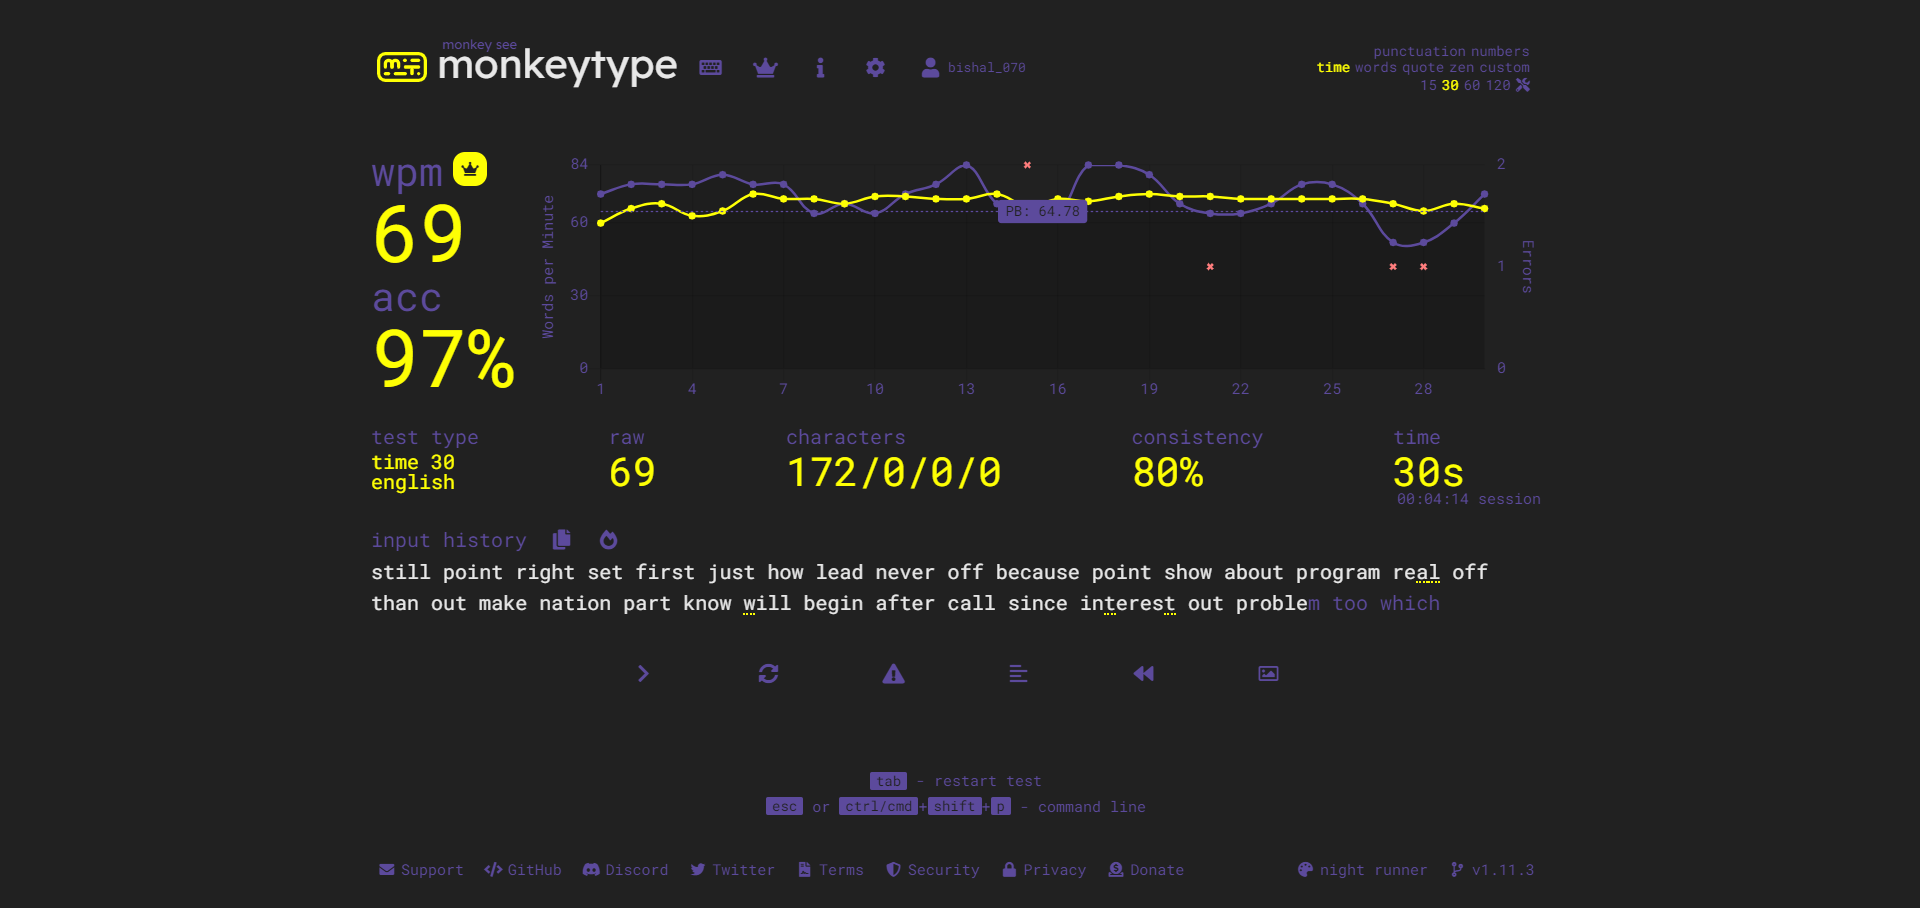 monkey see
monkeytype
bishal_070
punctuation numbers
time words quote zen custom
15 30 60 120
wpm
69
acc
97%
Words per Minute
84
60
30
0
PB: 64.78
2
1
0
Errors
1 4 7 10 13 16 19 22 25 28
test type
time 30
english
raw
69
characters
172/0/0/0
consistency
80%
time
30s
00:04:14 session
input history
still point right set first just how lead never off because point show about program real off
than out make nation part know will begin after call since interest out problem too which
tab - restart test
esc or ctrl/cmd+shift+p - command line
Support GitHub Discord Twitter Terms Security Privacy Donate night runner v1.11.3